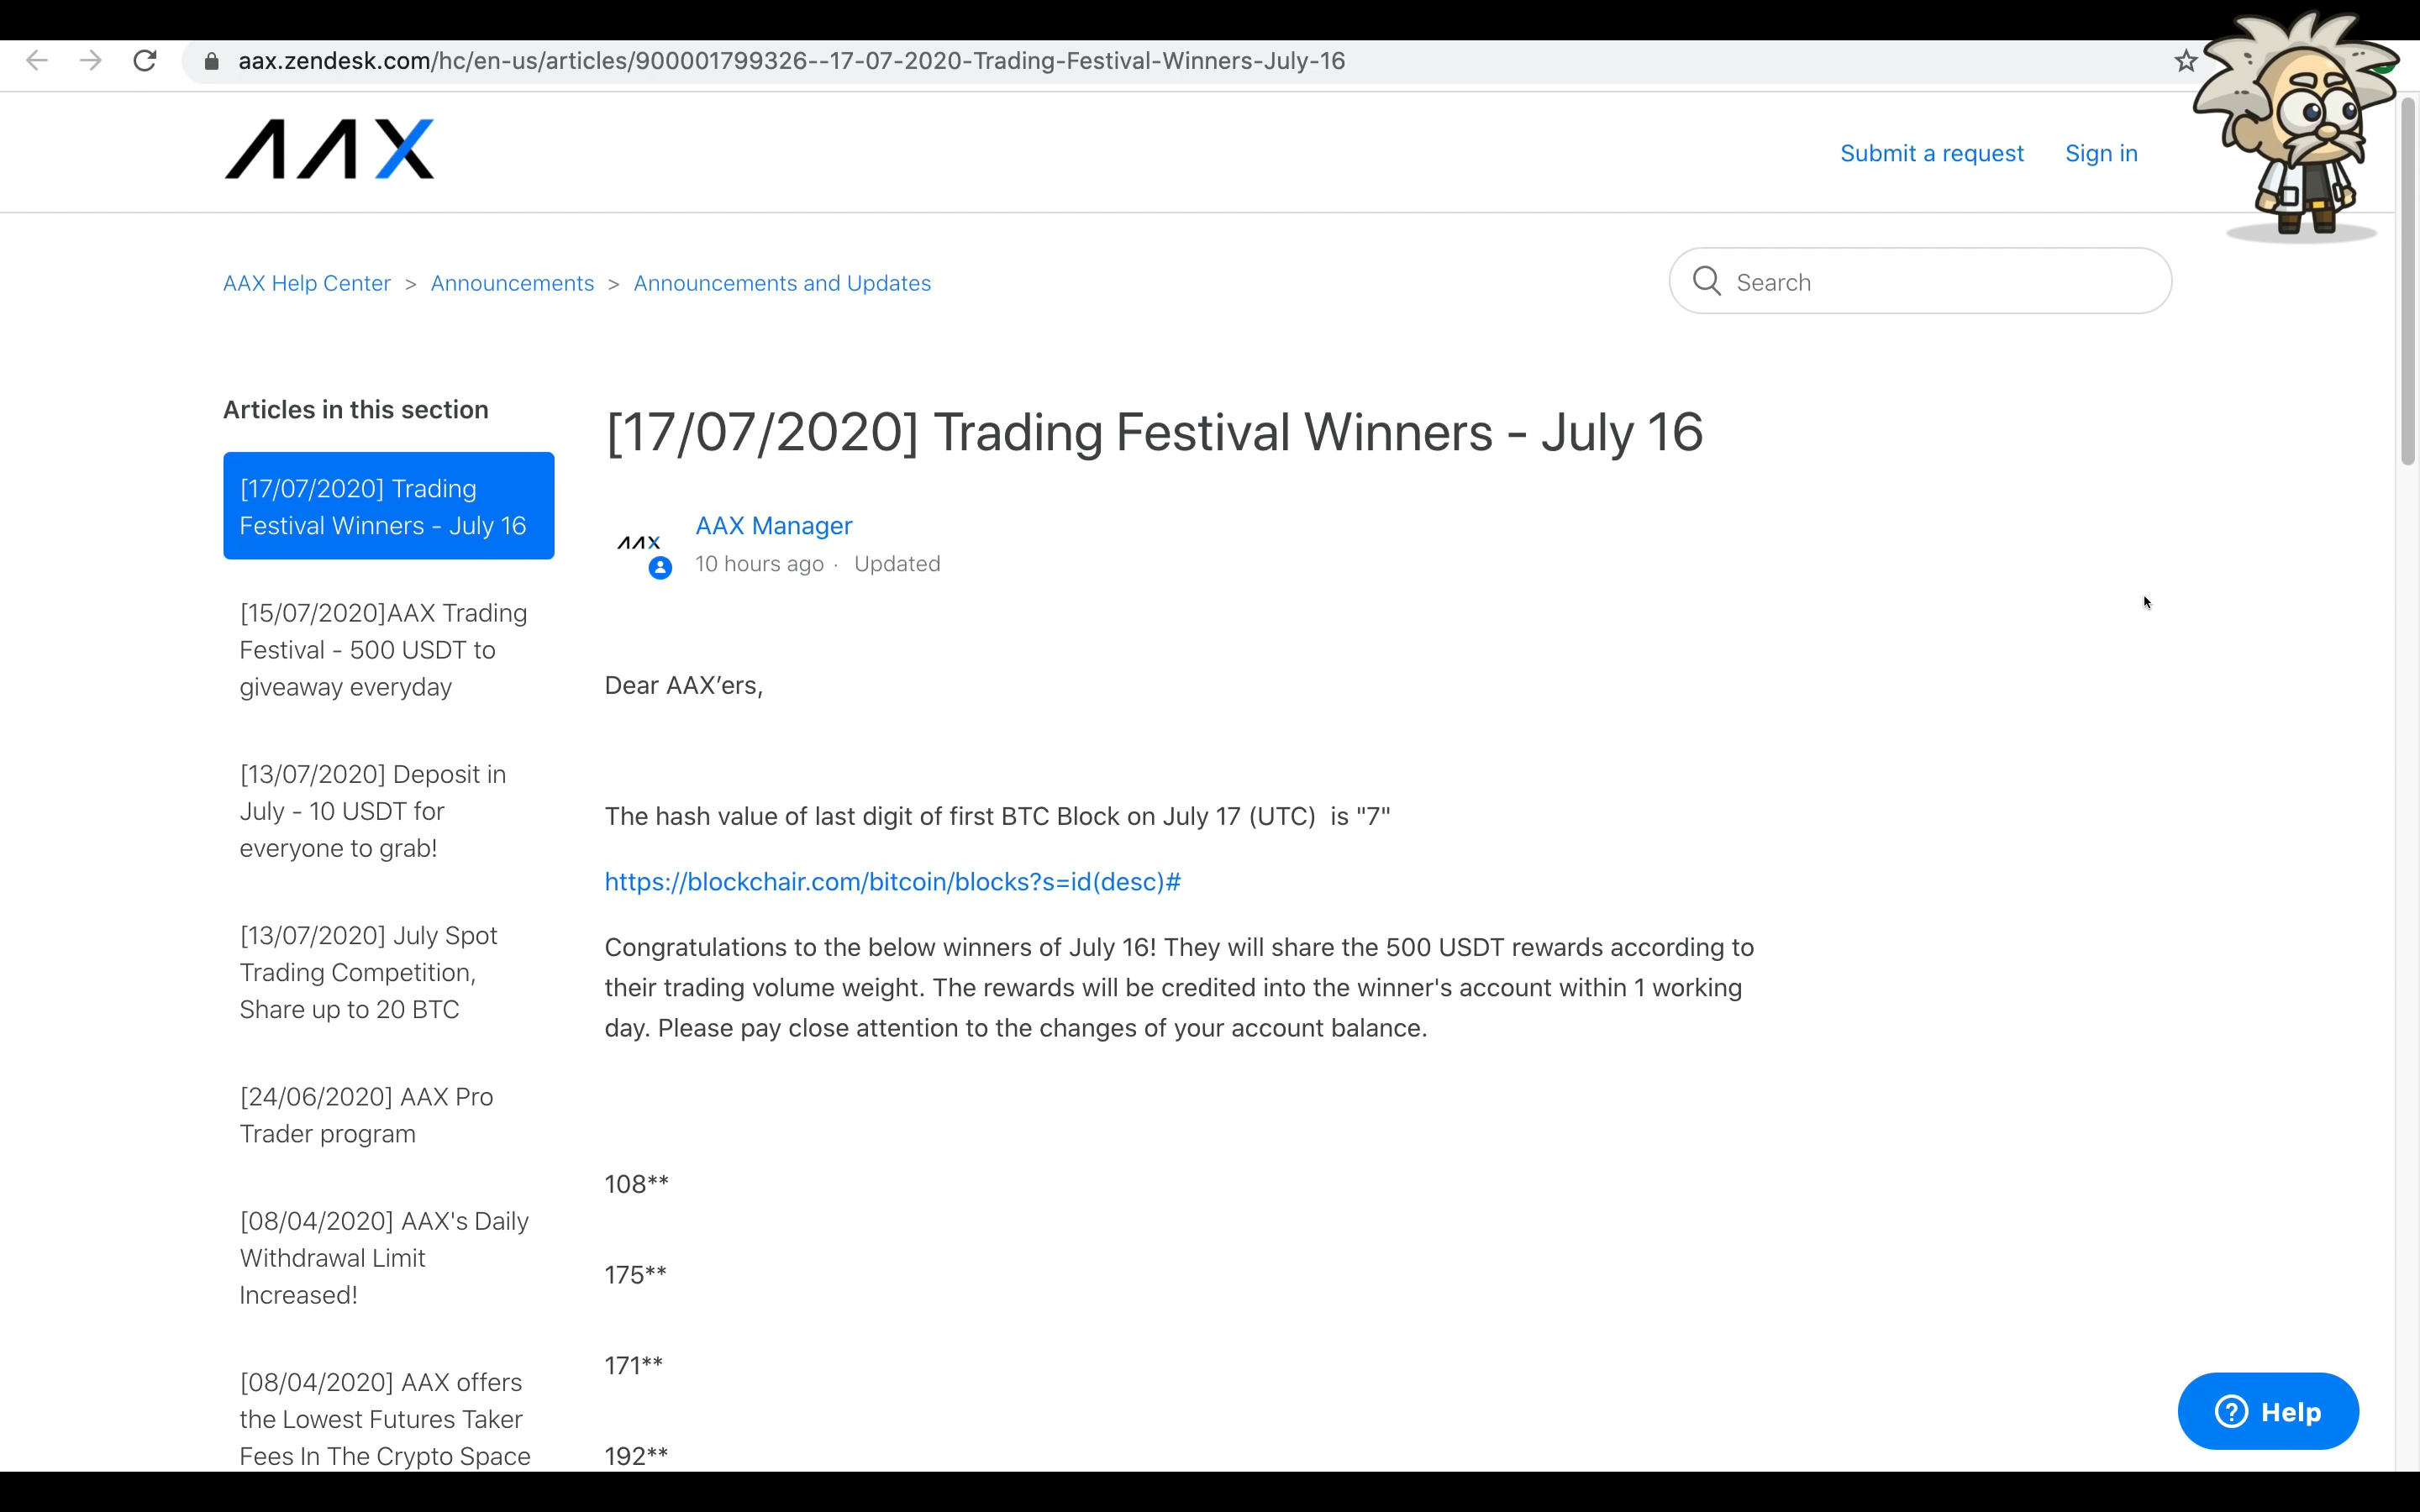 aax.zendesk.com/hc/en-us/articles/900001799326--17-07-2020-Trading-Festival-Winners-July-16
AAX
Submit a request
Sign in
AAX Help Center > Announcements > Announcements and Updates
Search
Articles in this section
[17/07/2020] Trading
Festival Winners - July 16
[15/07/2020]AAX Trading
Festival - 500 USDT to
giveaway everyday
[13/07/2020] Deposit in
July - 10 USDT for
everyone to grab!
[13/07/2020] July Spot
Trading Competition,
Share up to 20 BTC
[24/06/2020] AAX Pro
Trader program
[08/04/2020] AAX's Daily
Withdrawal Limit
Increased!
[08/04/2020] AAX offers
the Lowest Futures Taker
Fees In The Crypto Space
[17/07/2020] Trading Festival Winners - July 16
AAX
AAX Manager
10 hours ago · Updated
Dear AAX’ers,
The hash value of last digit of first BTC Block on July 17 (UTC)  is "7"
https://blockchair.com/bitcoin/blocks?s=id(desc)#
Congratulations to the below winners of July 16! They will share the 500 USDT rewards according to
their trading volume weight. The rewards will be credited into the winner's account within 1 working
day. Please pay close attention to the changes of your account balance.
108**
175**
171**
192**
Help